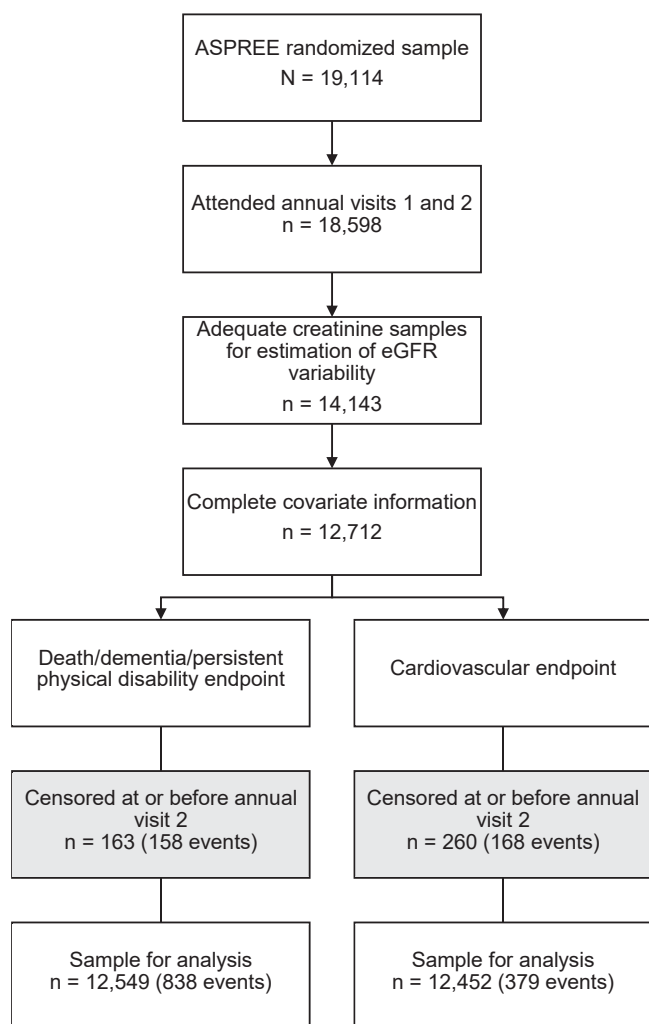 ASPREE randomized sample
N = 19,114
Attended annual visits 1 and 2
n = 18,598
Adequate creatinine samples
for estimation of eGFR
variability
n = 14,143
Complete covariate information
n = 12,712
Death/dementia/persistent
physical disability endpoint
Cardiovascular endpoint
Censored at or before annual
visit 2
n = 163 (158 events)
Censored at or before annual
visit 2
n = 260 (168 events)
Sample for analysis
n = 12,549 (838 events)
Sample for analysis
n = 12,452 (379 events)